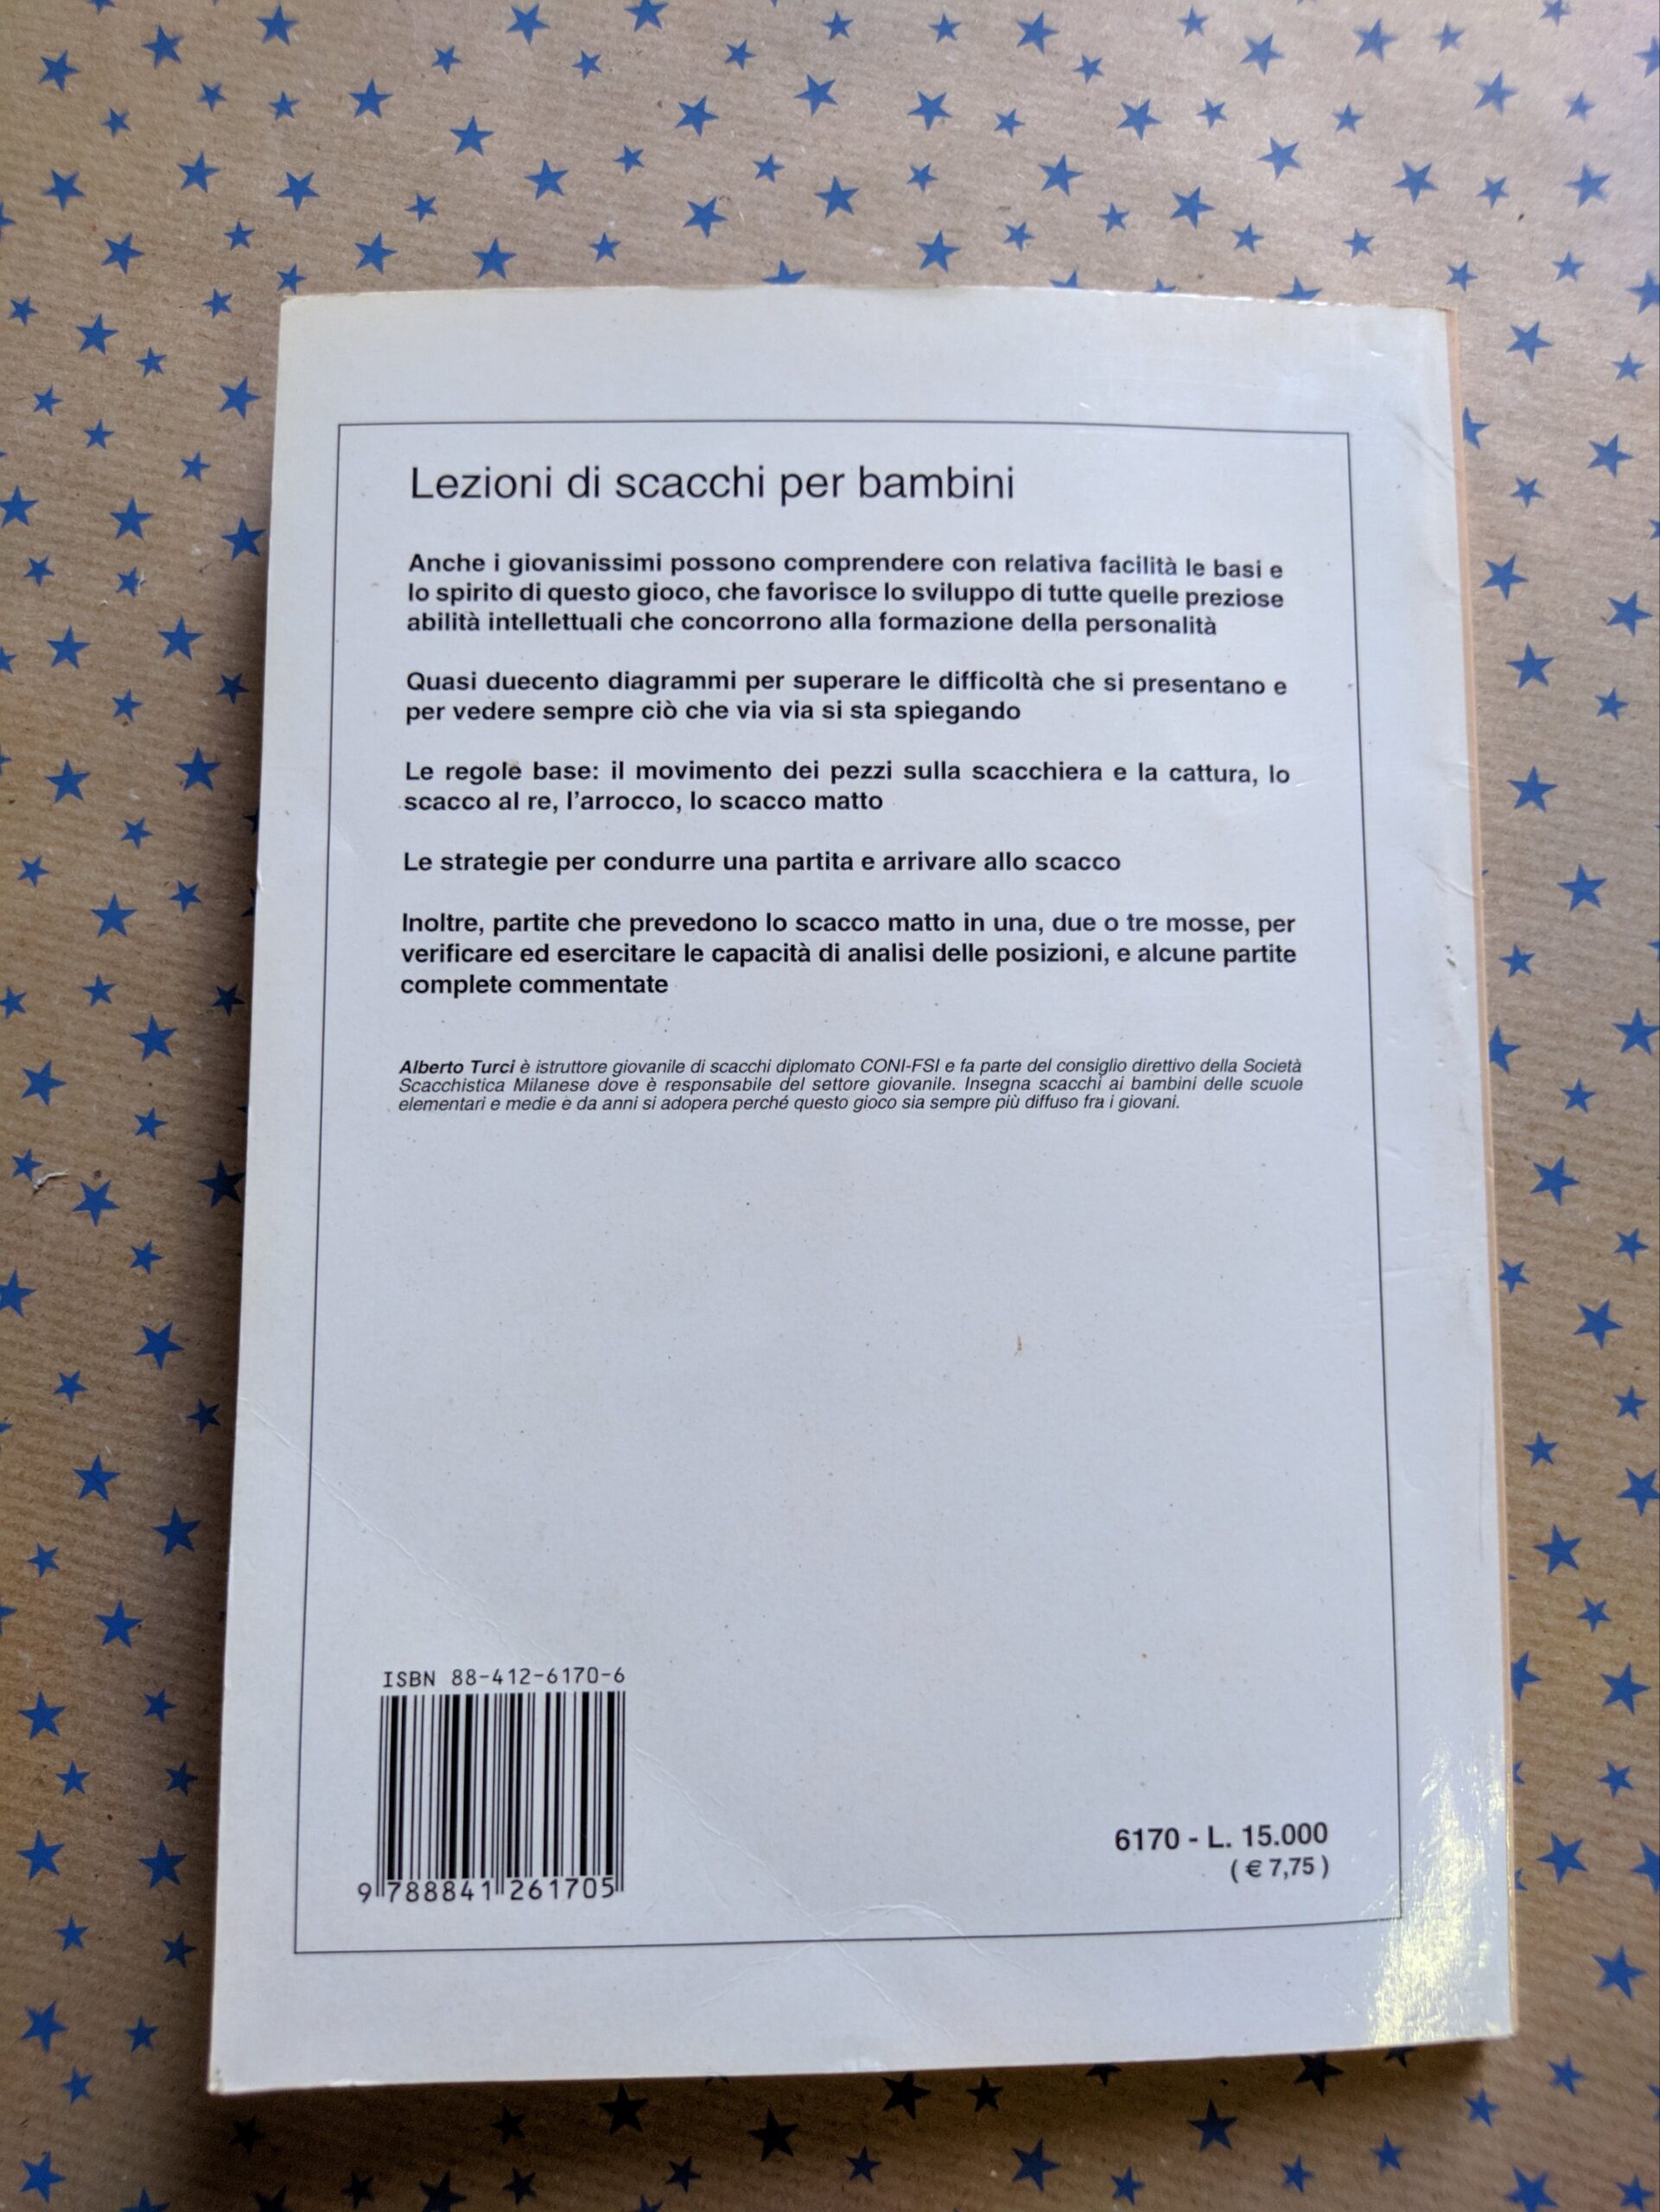 Lezioni di scacchi per bambini
Anche i giovanissimi possono comprendere con relativa facilità le basi e
lo spirito di questo gioco, che favorisce lo sviluppo di tutte quelle preziose
abilità intellettuali che concorrono alla formazione della personalità
Quasi duecento diagrammi per superare le difficoltà che si presentano e
per vedere sempre ciò che via via si sta spiegando
Le regole base: il movimento dei pezzi sulla scacchiera e la cattura, lo
scacco al re, l'arrocco, lo scacco matto
Le strategie per condurre una partita e arrivare allo scacco
Inoltre, partite che prevedono lo scacco matto in una, due o tre mosse, per
verificare ed esercitare le capacità di analisi delle posizioni, e alcune partite
complete commentate
Alberto Turci è istruttore giovanile di scacchi diplomato CONI-FSI e fa parte del consiglio direttivo della Società
Scacchistica Milanese dove è responsabile del settore giovanile. Insegna scacchi ai bambini delle scuole
elementari e medie e da anni si adopera perché questo gioco sia sempre più diffuso fra i giovani.
ISBN 88-412-6170-6
9 788841 261705
6170 - L. 15.000
( € 7,75 )